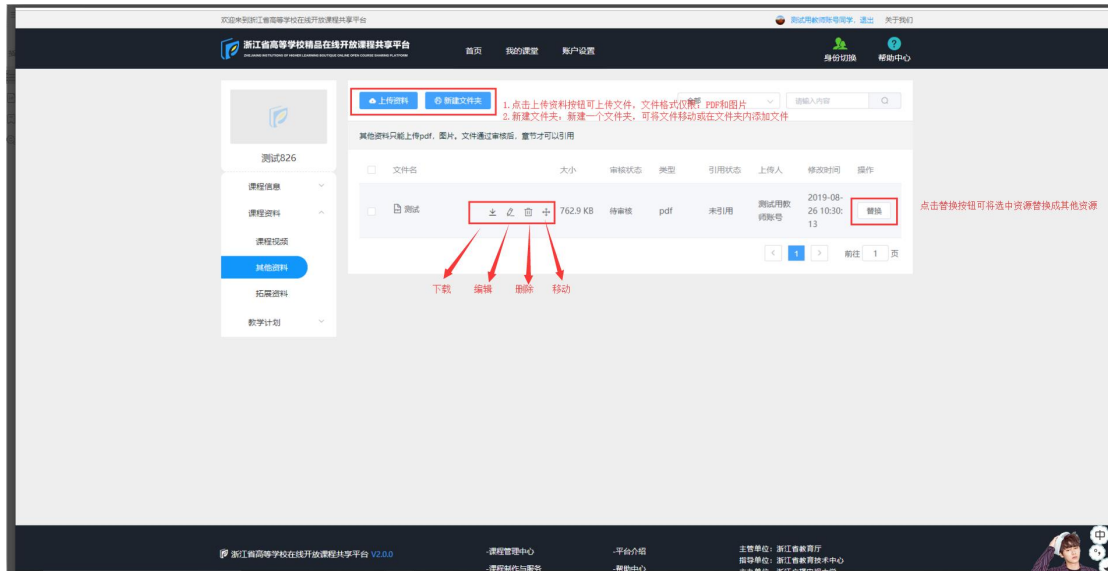 欢迎来到浙江省高等学校在线开放课程共享平台
测试用教师账号同学, 退出 关于我们
浙江省高等学校精品在线开放课程共享平台
首页 我的课堂 账户设置 身份切换 帮助中心
上传资料 新建文件夹
请输入内容
1.点击上传资料按钮可上传文件，文件格式仅限：PDF和图片
2.新建文件夹：新建一个文件夹，可将文件移动或在文件夹内添加文件
其他资料只能上传pdf、图片。文件通过审核后，章节才可以引用
测试826
课程信息
课程资料
课程视频
其他资料
拓展资料
教学计划
文件名 大小 审核状态 类型 引用状态 上传人 修改时间 操作
测试 762.9 KB 待审核 pdf 未引用 测试用教师账号 2019-08-26 10:30:13 替换
点击替换按钮可将选中资源替换成其他资源
1 前往 1 页
下载 编辑 删除 移动
浙江省高等学校在线开放课程共享平台 V2.0.0
-课程管理中心
-课程制作与服务
-平台介绍
-帮助中心
主管单位：浙江省教育厅
指导单位：浙江省教育技术中心
中